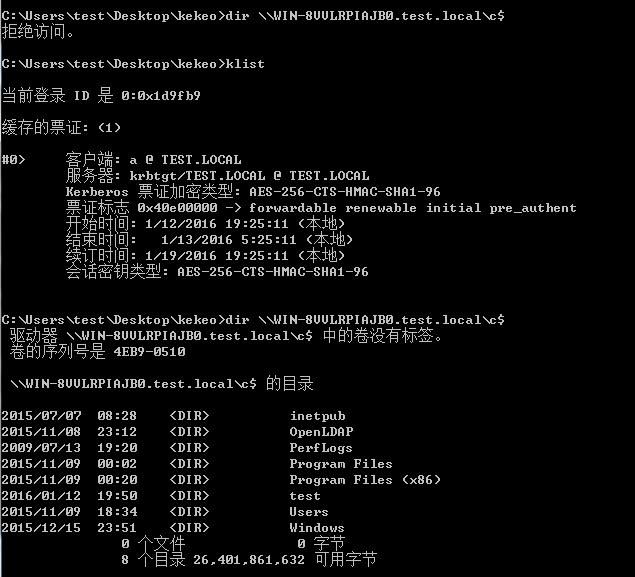 C:\Users\test\Desktop\kekeo>dir \\WIN-8VVLRPIAJB0.test.local\c$
拒绝访问。
C:\Users\test\Desktop\kekeo>klist
当前登录 ID 是 0:0x1d9fb9
缓存的票证: (1)
#0>     客户端: a @ TEST.LOCAL
        服务器: krbtgt/TEST.LOCAL @ TEST.LOCAL
        Kerberos 票证加密类型: AES-256-CTS-HMAC-SHA1-96
        票证标志 0x40e00000 -> forwardable renewable initial pre_authent
        开始时间: 1/12/2016 19:25:11 (本地)
        结束时间:   1/13/2016 5:25:11 (本地)
        续订时间: 1/19/2016 19:25:11 (本地)
        会话密钥类型: AES-256-CTS-HMAC-SHA1-96
C:\Users\test\Desktop\kekeo>dir \\WIN-8VVLRPIAJB0.test.local\c$
 驱动器 \\WIN-8VVLRPIAJB0.test.local\c$ 中的卷没有标签。
 卷的序列号是 4EB9-0510
 \\WIN-8VVLRPIAJB0.test.local\c$ 的目录
2015/07/07  08:28    <DIR>          inetpub
2015/11/08  23:12    <DIR>          OpenLDAP
2009/07/13  19:20    <DIR>          PerfLogs
2015/11/09  00:02    <DIR>          Program Files
2015/11/09  00:20    <DIR>          Program Files (x86)
2016/01/12  19:50    <DIR>          test
2015/11/09  18:34    <DIR>          Users
2015/12/15  23:51    <DIR>          Windows
               0 个文件              0 字节
               8 个目录 26,401,861,632 可用字节